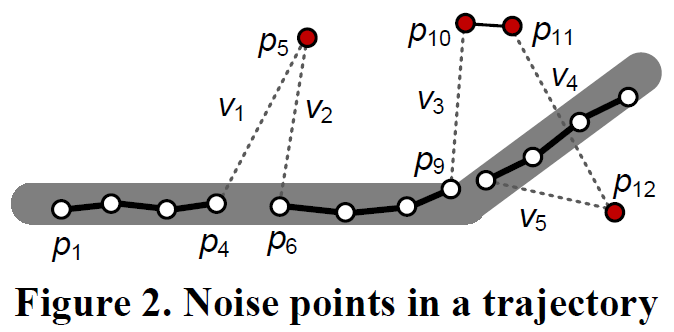 p5
p10
p11
v1
v2
v3
v4
p9
p12
p1
p4
p6
v5
Figure 2. Noise points in a trajectory